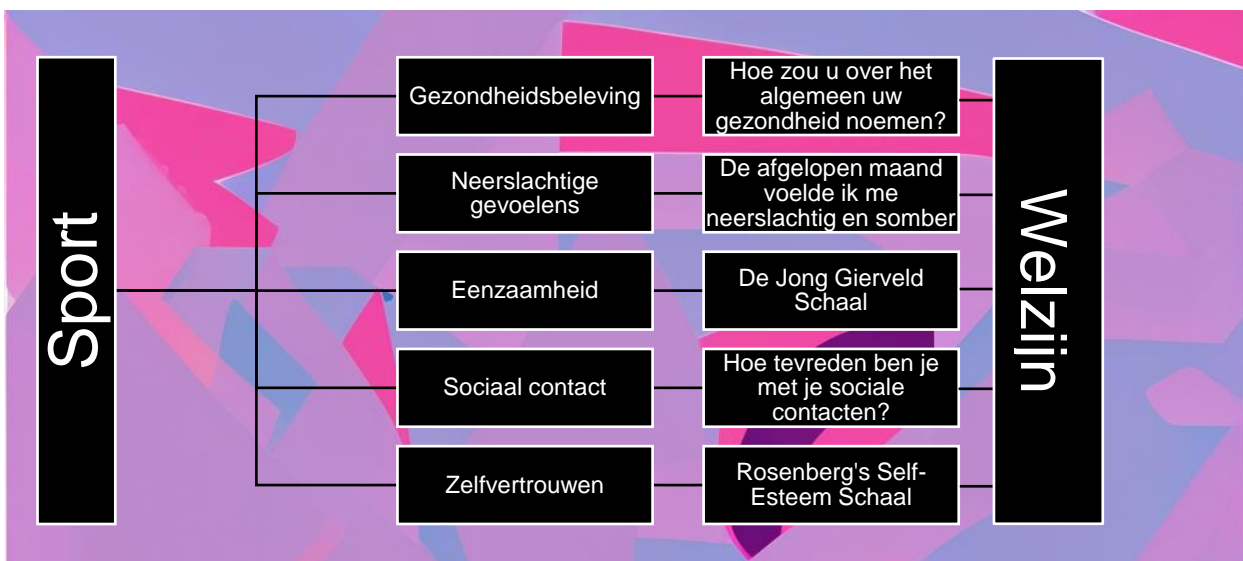 Sport
Gezondheidsbeleving
Hoe zou u over het
algemeen uw
gezondheid noemen?
Neerslachtige
gevoelens
De afgelopen maand
voelde ik me
neerslachtig en somber
Eenzaamheid
De Jong Gierveld
Schaal
Sociaal contact
Hoe tevreden ben je
met je sociale
contacten?
Zelfvertrouwen
Rosenberg's Self-
Esteem Schaal
Welzijn